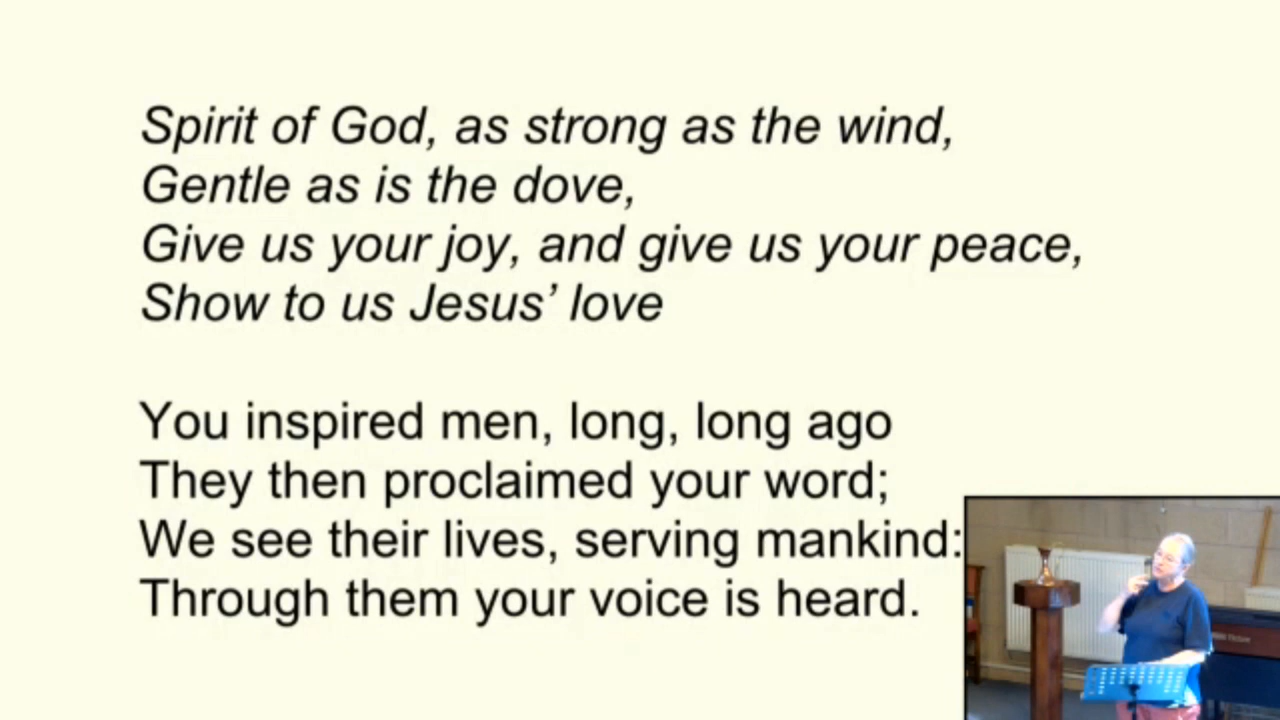 Spirit of God, as strong as the wind,
Gentle as is the dove,
Give us your joy, and give us your peace,
Show to us Jesus’ love
You inspired men, long, long ago
They then proclaimed your word;
We see their lives, serving mankind:
Through them your voice is heard.